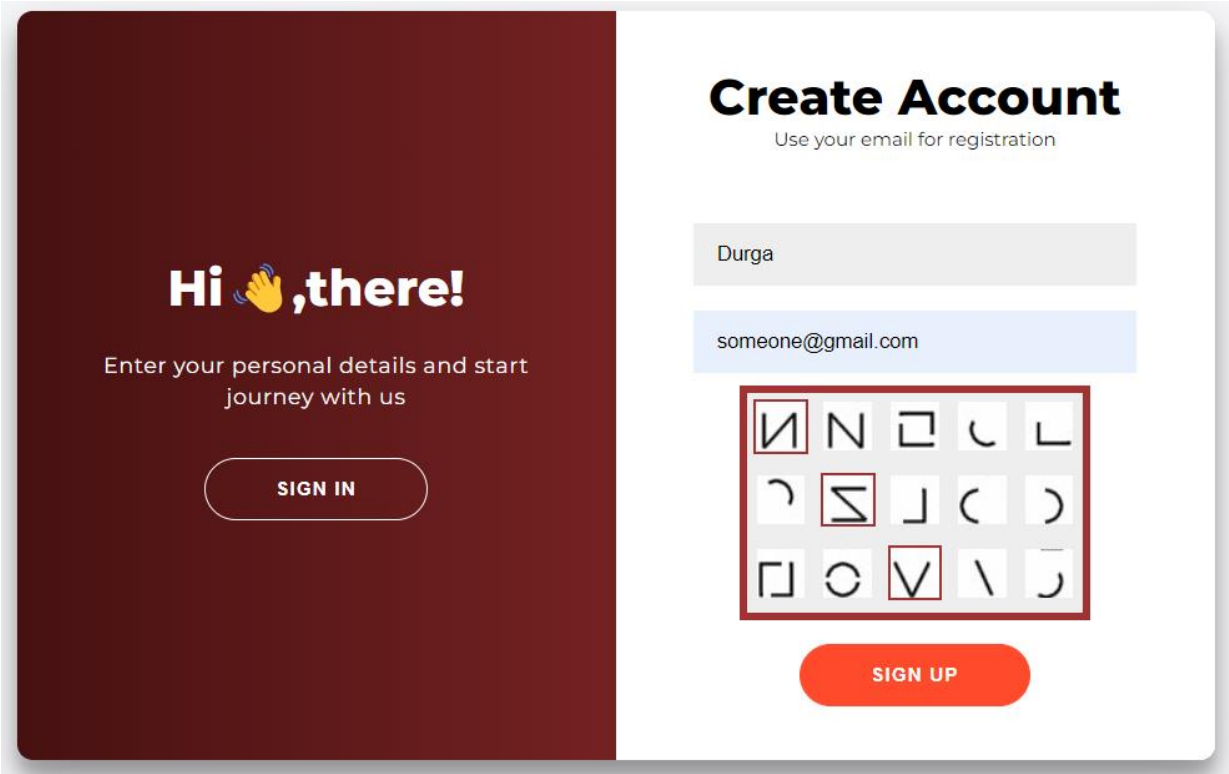 Hi 👋,there!
Enter your personal details and start
journey with us
SIGN IN
Create Account
Use your email for registration
Durga
someone@gmail.com
SIGN UP